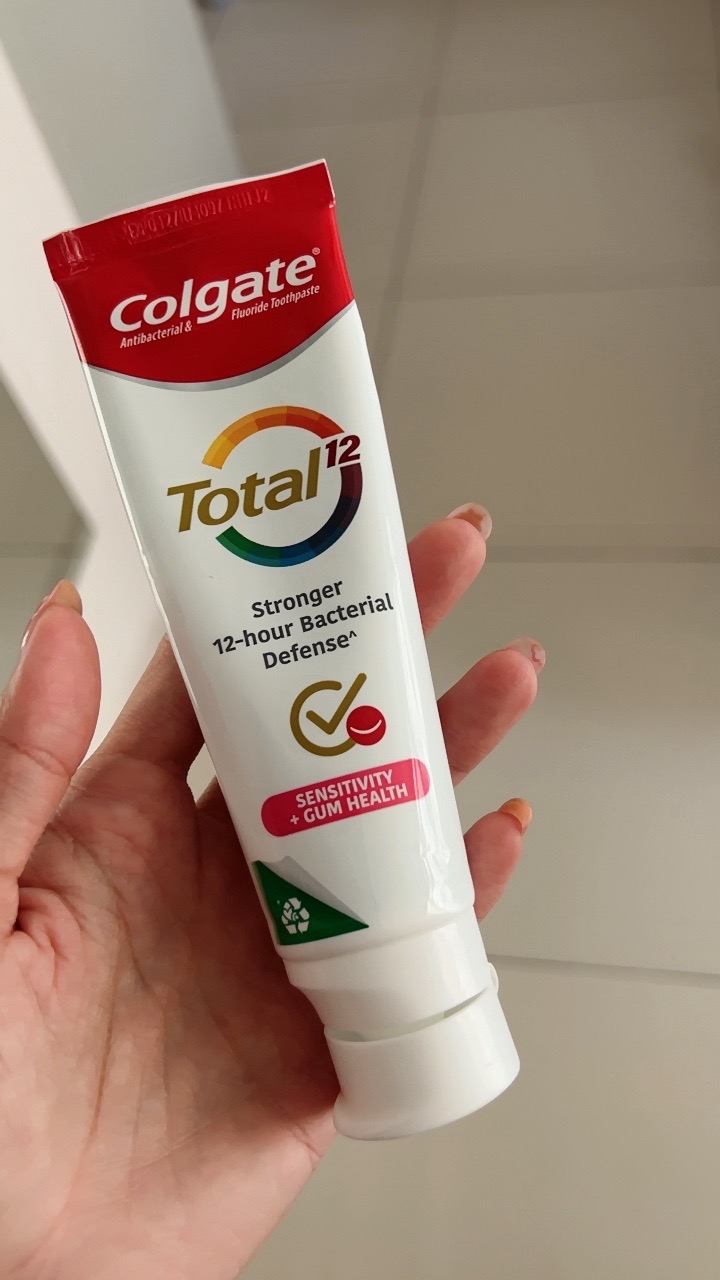 Colgate®
Antibacterial & Fluoride Toothpaste
Total 12
Stronger
12-hour Bacterial
Defense^
SENSITIVITY
+ GUM HEALTH